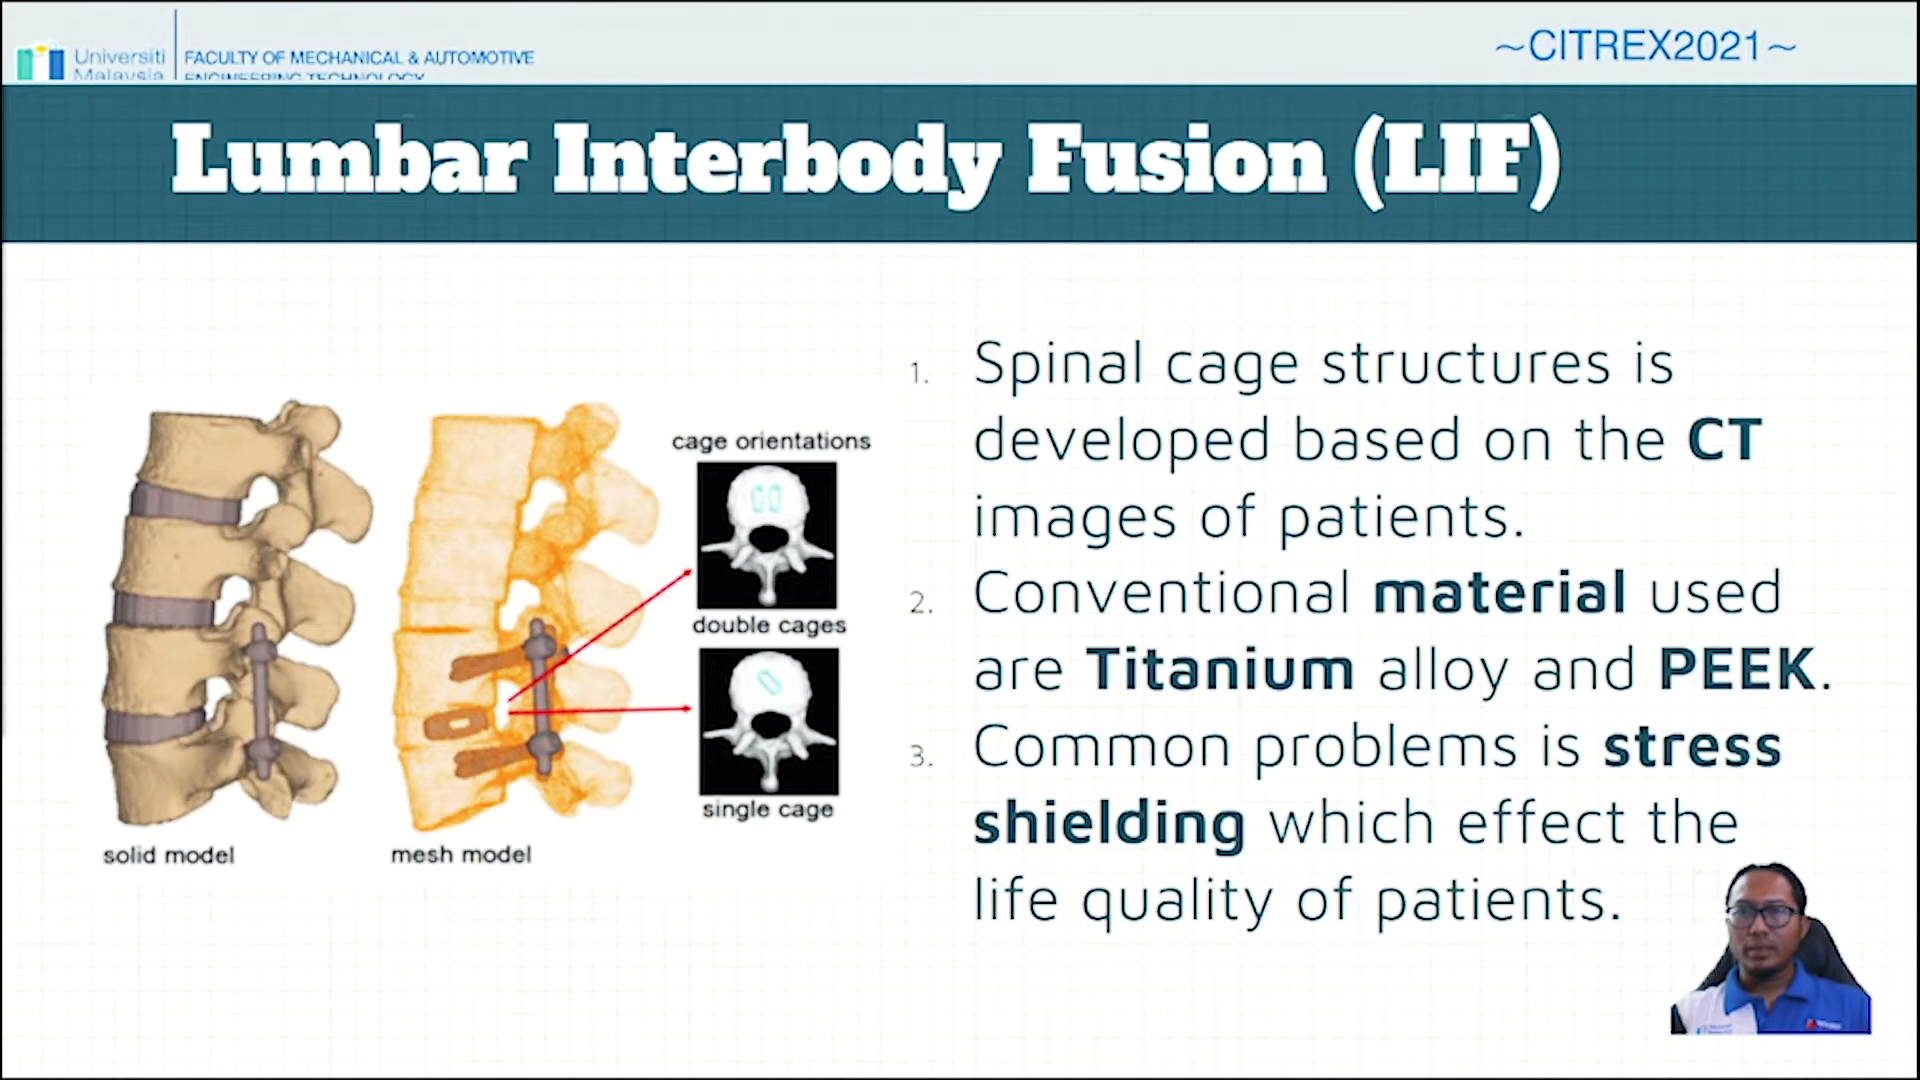 Universiti
Malaysia
FACULTY OF MECHANICAL & AUTOMOTIVE
ENGINEERING TECHNOLOGY
~CITREX2021~
Lumbar Interbody Fusion (LIF)
cage orientations
double cages
single cage
solid model
mesh model
1. Spinal cage structures is
developed based on the CT
images of patients.
2. Conventional material used
are Titanium alloy and PEEK.
3. Common problems is stress
shielding which effect the
life quality of patients.